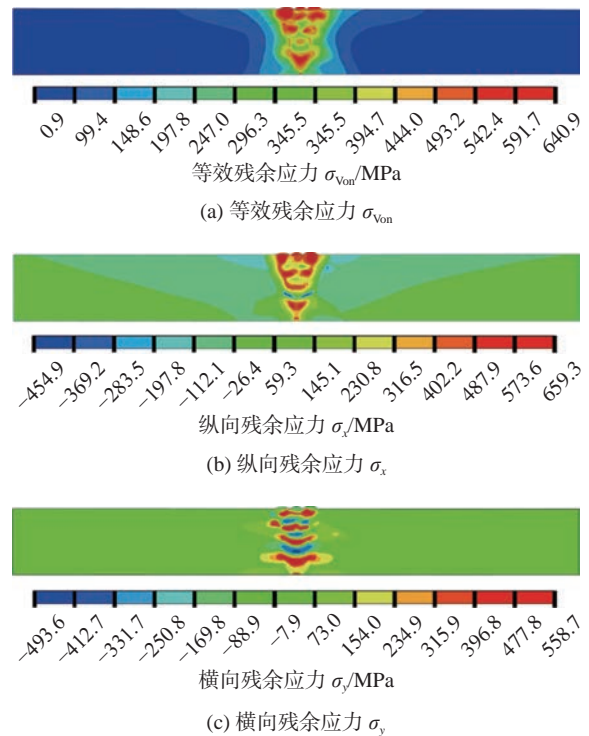 0.9 99.4 148.6 197.8 247.0 296.3 345.5 345.5 394.7 444.0 493.2 542.4 591.7 640.9
等效残余应力 σVon/MPa
(a) 等效残余应力 σVon
−454.9 −369.2 −283.5 −197.8 −112.1 −26.4 59.3 145.1 230.8 316.5 402.2 487.9 573.6 659.3
纵向残余应力 σx/MPa
(b) 纵向残余应力 σx
−493.6 −412.7 −331.7 −250.8 −169.8 −88.9 −7.9 73.0 154.0 234.9 315.9 396.8 477.8 558.7
横向残余应力 σy/MPa
(c) 横向残余应力 σy